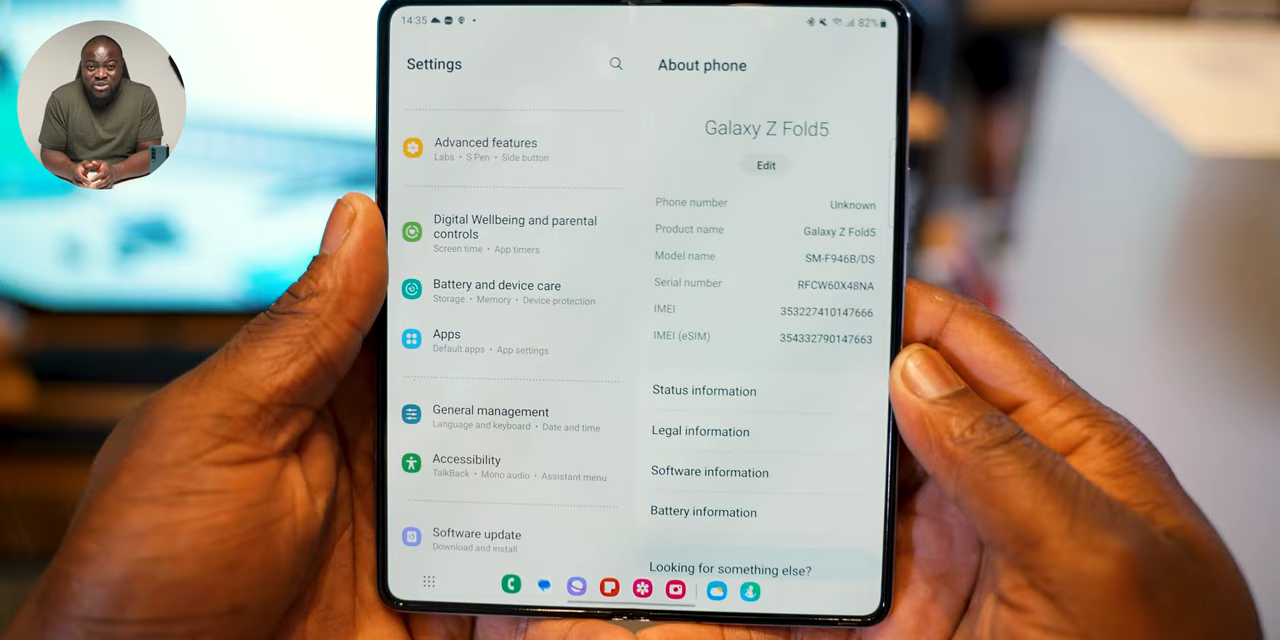 14:35
82%
Settings
Advanced features
Labs • S Pen • Side button
Digital Wellbeing and parental
controls
Screen time • App timers
Battery and device care
Storage • Memory • Device protection
Apps
Default apps • App settings
General management
Language and keyboard • Date and time
Accessibility
TalkBack • Mono audio • Assistant menu
Software update
Download and install
About phone
Galaxy Z Fold5
Edit
Phone number Unknown
Product name Galaxy Z Fold5
Model name SM-F946B/DS
Serial number RFCW60X48NA
IMEI 353227410147666
IMEI (eSIM) 354332790147663
Status information
Legal information
Software information
Battery information
Looking for something else?